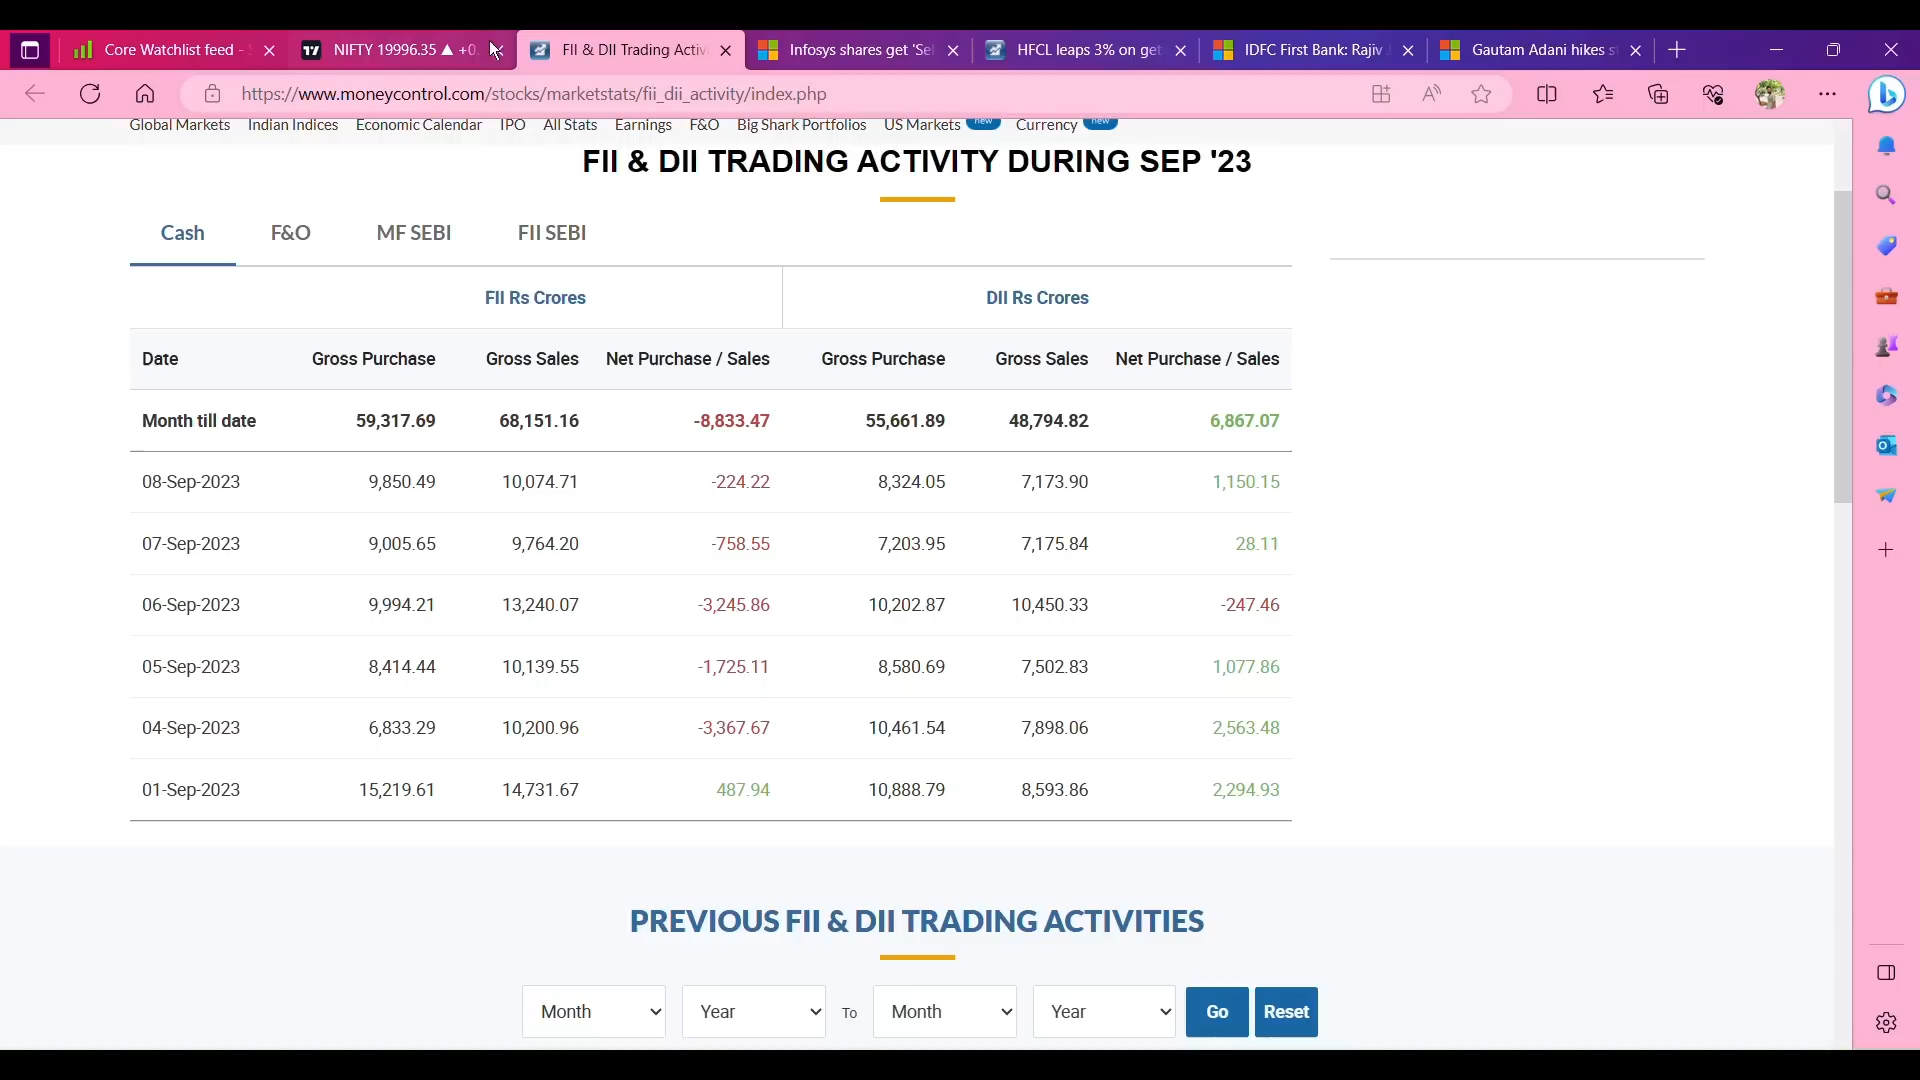 Core Watchlist feed -
NIFTY 19996.35 ▲ +0.
FII & DII Trading Activ
Infosys shares get 'Sel
HFCL leaps 3% on get
IDFC First Bank: Rajiv
Gautam Adani hikes s
https://www.moneycontrol.com/stocks/marketstats/fii_dii_activity/index.php
Global Markets Indian Indices Economic Calendar IPO All Stats Earnings F&O Big Shark Portfolios US Markets new Currency new
FII & DII TRADING ACTIVITY DURING SEP '23
Cash F&O MF SEBI FII SEBI
FII Rs Crores DII Rs Crores
Date Gross Purchase Gross Sales Net Purchase / Sales Gross Purchase Gross Sales Net Purchase / Sales
Month till date 59,317.69 68,151.16 -8,833.47 55,661.89 48,794.82 6,867.07
08-Sep-2023 9,850.49 10,074.71 -224.22 8,324.05 7,173.90 1,150.15
07-Sep-2023 9,005.65 9,764.20 -758.55 7,203.95 7,175.84 28.11
06-Sep-2023 9,994.21 13,240.07 -3,245.86 10,202.87 10,450.33 -247.46
05-Sep-2023 8,414.44 10,139.55 -1,725.11 8,580.69 7,502.83 1,077.86
04-Sep-2023 6,833.29 10,200.96 -3,367.67 10,461.54 7,898.06 2,563.48
01-Sep-2023 15,219.61 14,731.67 487.94 10,888.79 8,593.86 2,294.93
PREVIOUS FII & DII TRADING ACTIVITIES
Month Year To Month Year Go Reset